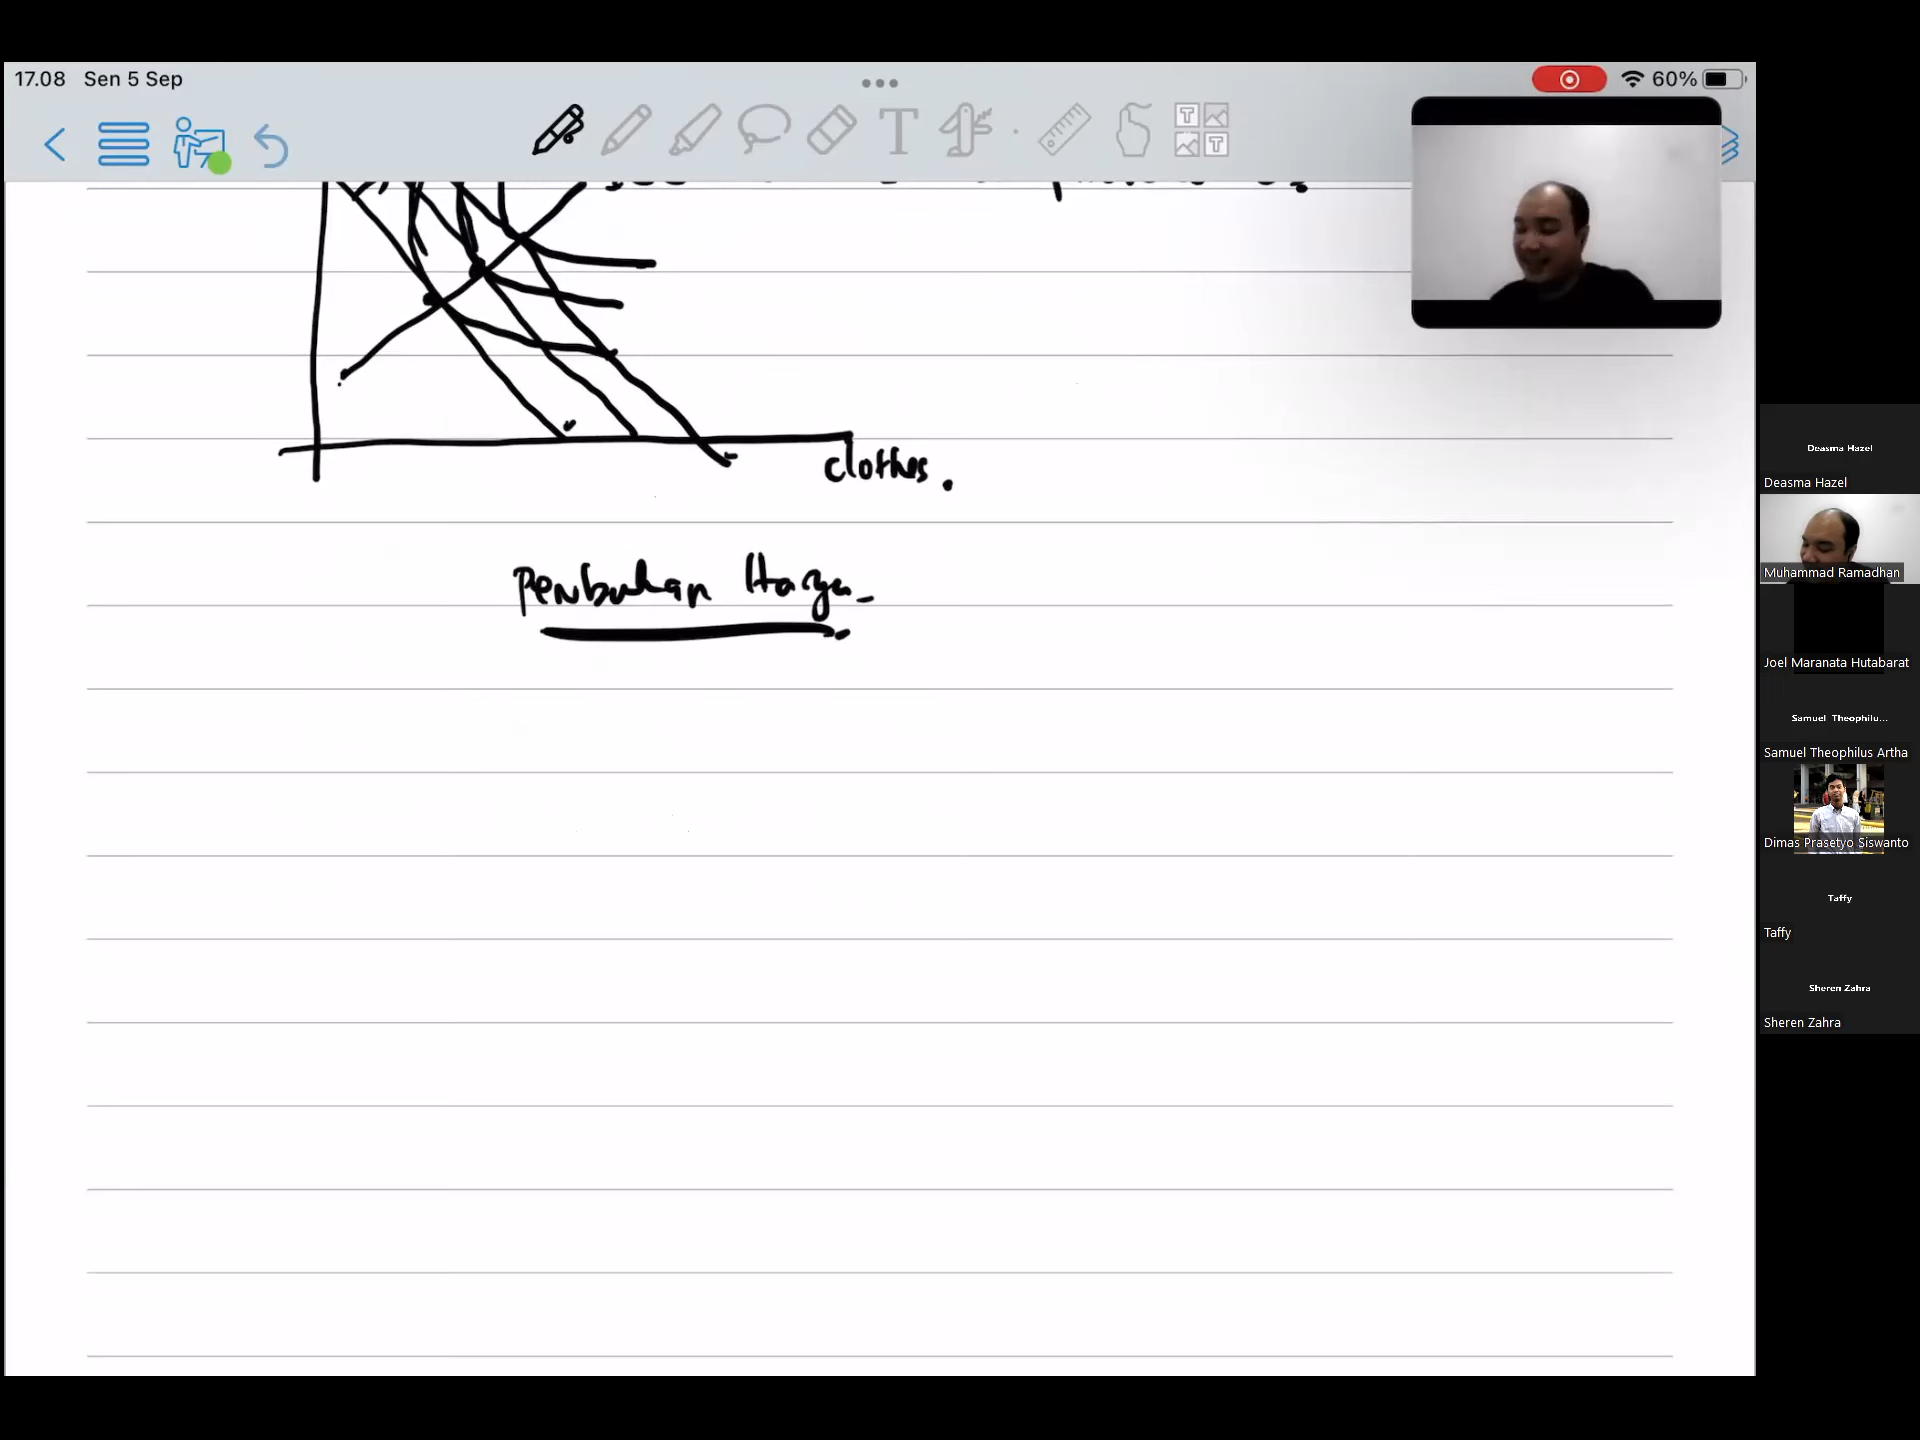 17.08 Sen 5 Sep
60%
T
T
T
clothes.
Penbuhan Harga
Deasma Hazel
Deasma Hazel
Muhammad Ramadhan
Joel Maranata Hutabarat
Samuel Theophilu...
Samuel Theophilus Artha
Dimas Prasetyo Siswanto
Taffy
Taffy
Sheren Zahra
Sheren Zahra